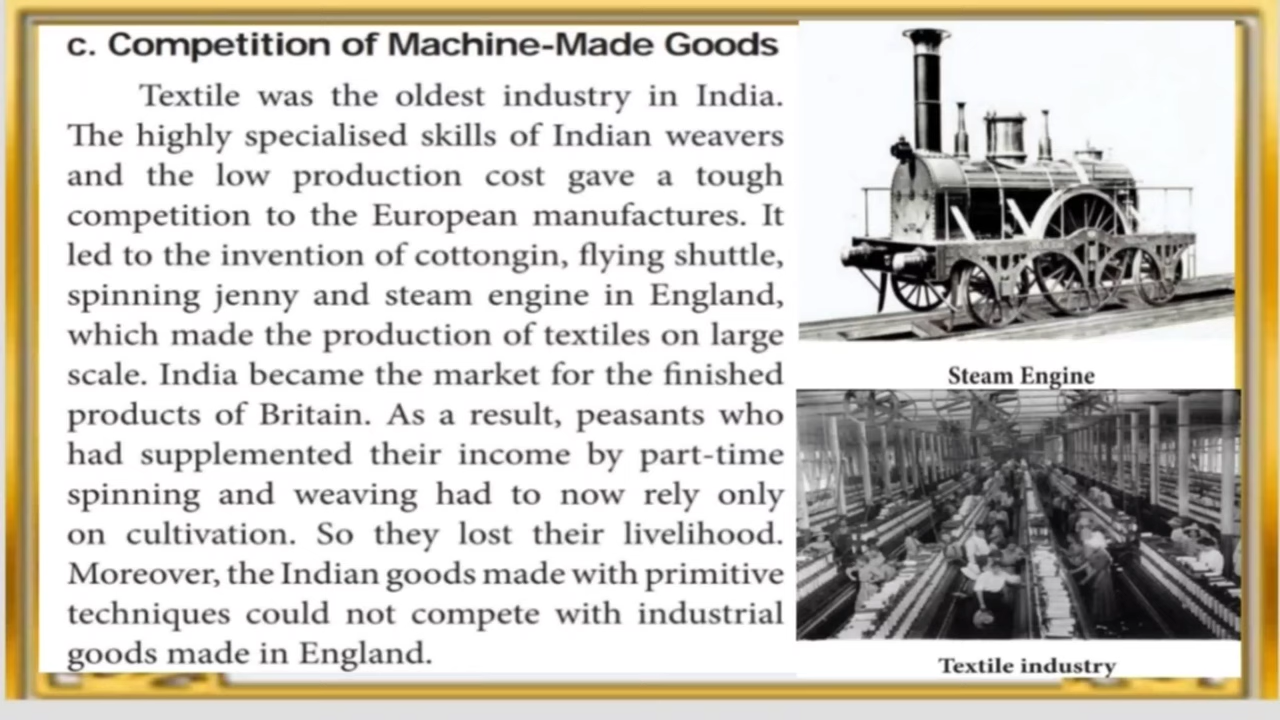 c. Competition of Machine-Made Goods
Textile was the oldest industry in India.
The highly specialised skills of Indian weavers
and the low production cost gave a tough
competition to the European manufactures. It
led to the invention of cottongin, flying shuttle,
spinning jenny and steam engine in England,
which made the production of textiles on large
scale. India became the market for the finished
products of Britain. As a result, peasants who
had supplemented their income by part-time
spinning and weaving had to now rely only
on cultivation. So they lost their livelihood.
Moreover, the Indian goods made with primitive
techniques could not compete with industrial
goods made in England.
Steam Engine
Textile industry